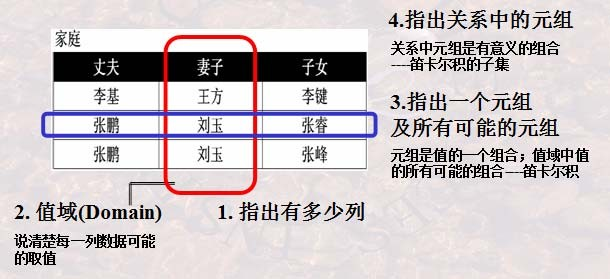 家庭
丈夫 妻子 子女
李基 王方 李键
张鹏 刘玉 张睿
张鹏 刘玉 张峰
4.指出关系中的元组
关系中元组是有意义的组合
----笛卡尔积的子集
3.指出一个元组
及所有可能的元组
元组是值的一个组合；值域中值
的所有可能的组合---笛卡尔积
2. 值域(Domain)
说清楚每一列数据可能
的取值
1. 指出有多少列